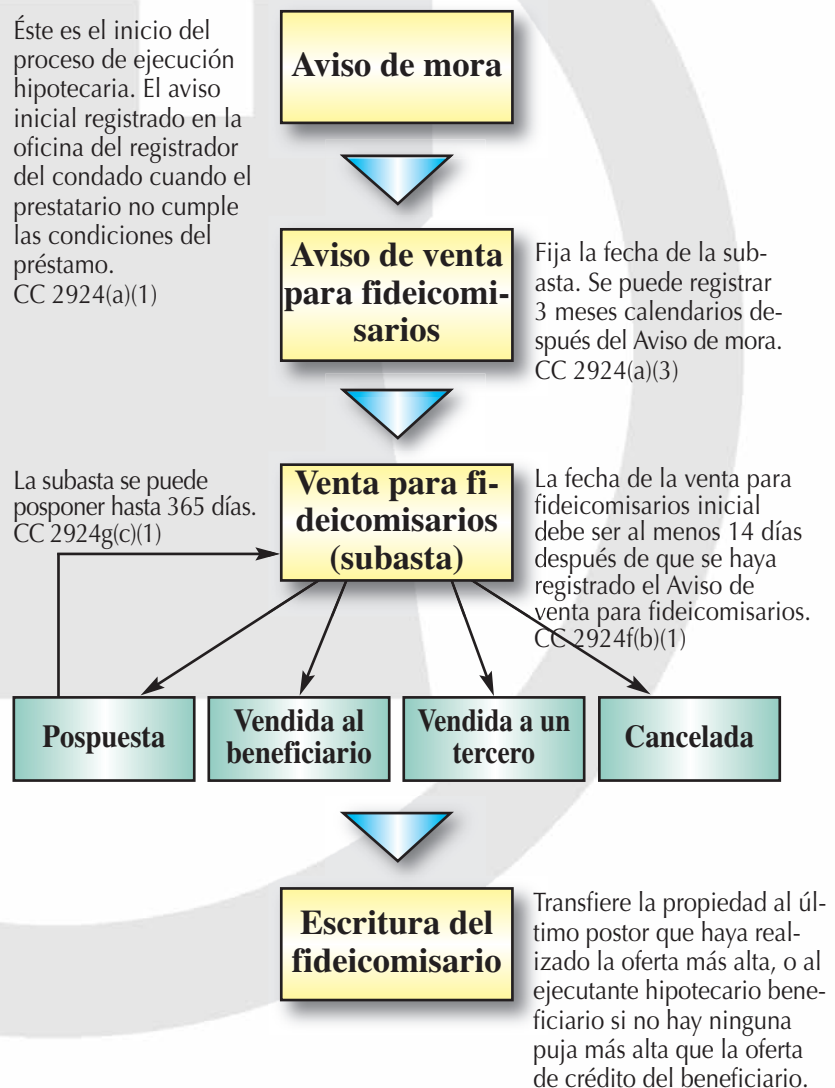 Éste es el inicio del
proceso de ejecución
hipotecaria. El aviso
inicial registrado en la
oficina del registrador
del condado cuando el
prestatario no cumple
las condiciones del
préstamo.
CC 2924(a)(1)
Aviso de mora
Aviso de venta
para fideicomi-
sarios
Fija la fecha de la sub-
asta. Se puede registrar
3 meses calendarios de-
spués del Aviso de mora.
CC 2924(a)(3)
La subasta se puede
posponer hasta 365 días.
CC 2924g(c)(1)
Venta para fi-
deicomisarios
(subasta)
La fecha de la venta para
fideicomisarios inicial
debe ser al menos 14 días
después de que se haya
registrado el Aviso de
venta para fideicomisarios.
CC 2924f(b)(1)
Pospuesta
Vendida al
beneficiario
Vendida a un
tercero
Cancelada
Escritura del
fideicomisario
Transfiere la propiedad al úl-
timo postor que haya real-
izado la oferta más alta, o al
ejecutante hipotecario bene-
ficiario si no hay ninguna
puja más alta que la oferta
de crédito del beneficiario.